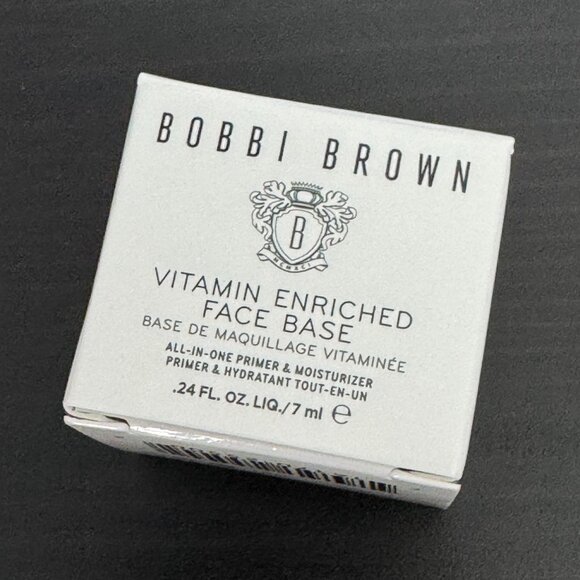 BOBBI BROWN
B
MCMXCI
VITAMIN ENRICHED
FACE BASE
BASE DE MAQUILLAGE VITAMINÉE
ALL-IN-ONE PRIMER & MOISTURIZER
PRIMER & HYDRATANT TOUT-EN-UN
.24 FL. OZ. LIQ./7 ml ℮